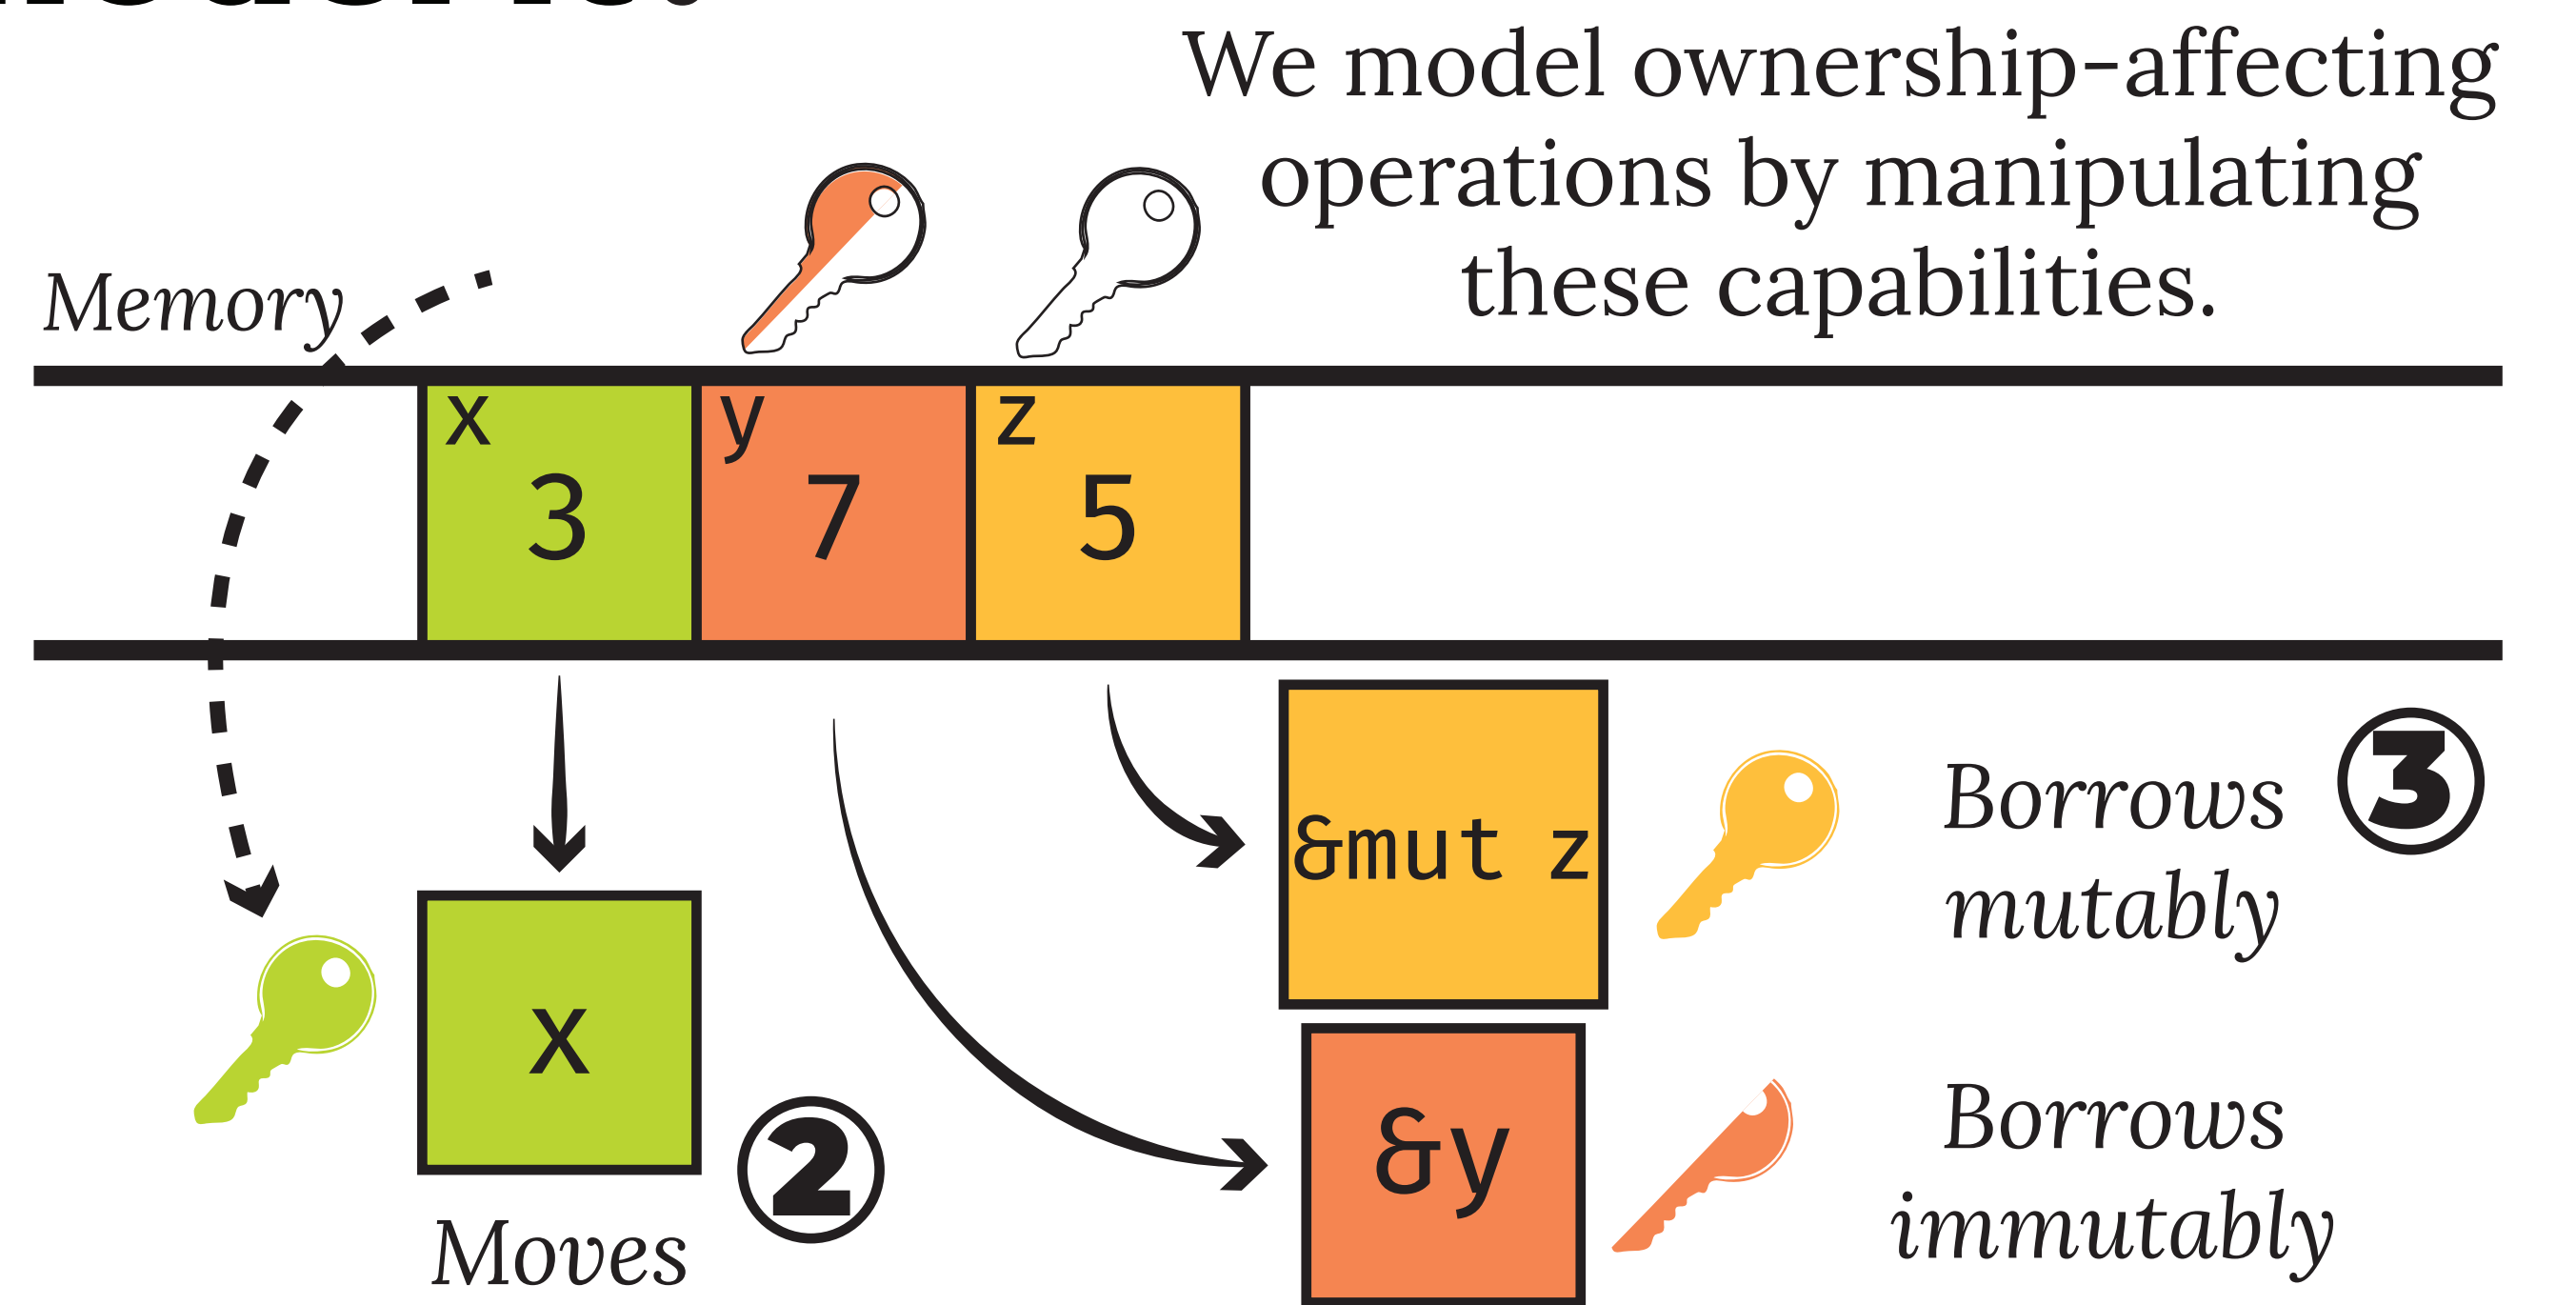 We model ownership-affecting
operations by manipulating
these capabilities.
Memory
x
y
z
3
7
5
&mut z
Borrows
mutably
3
x
2
Moves
&y
Borrows
immutably